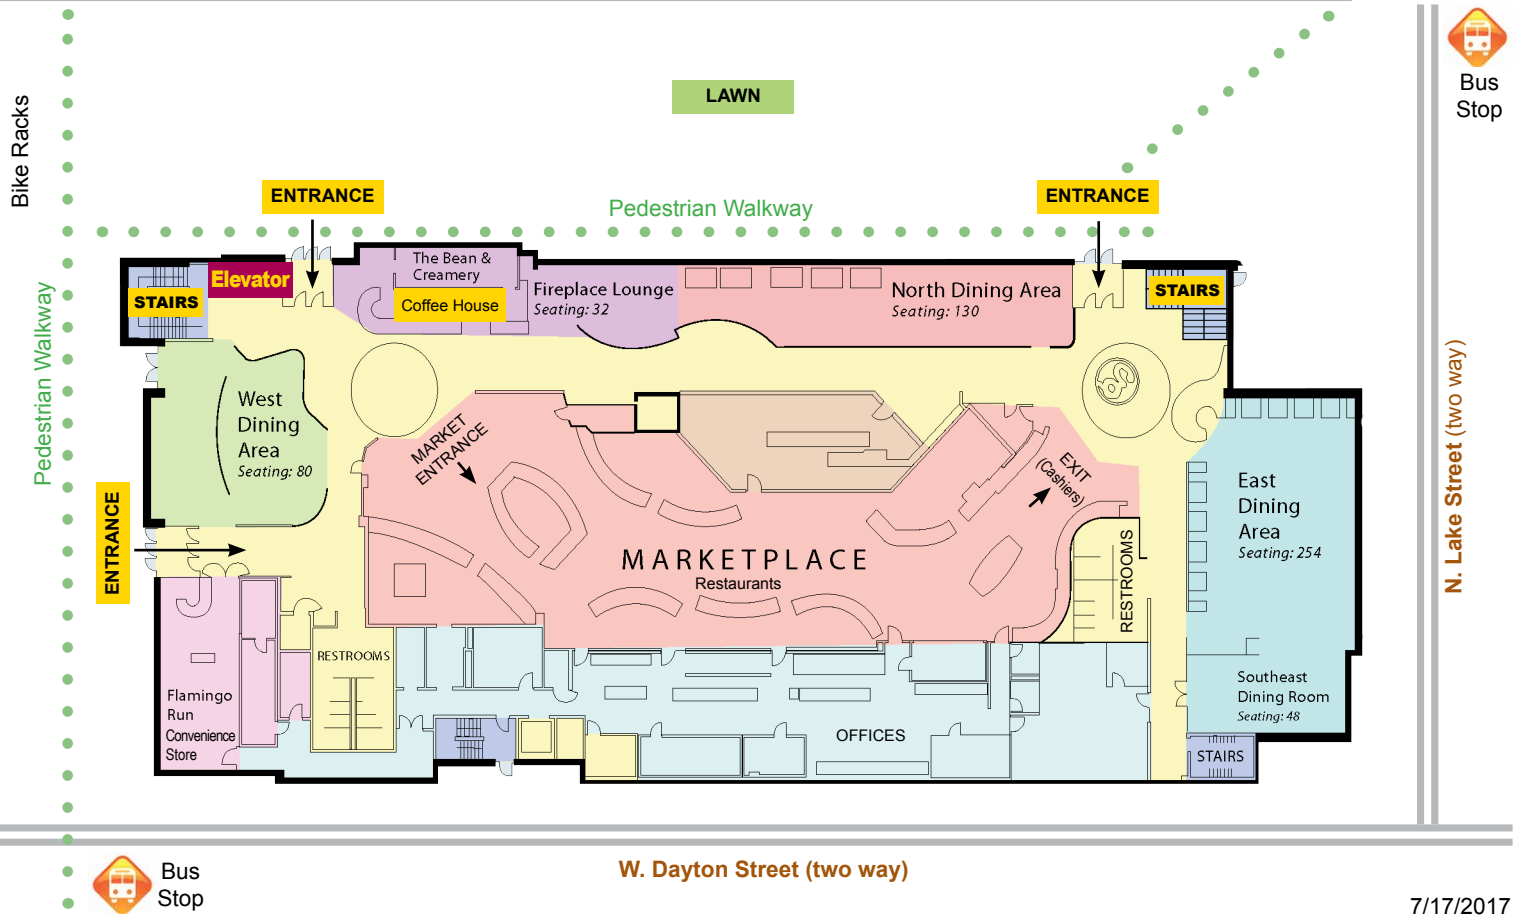 Bus
Stop
Bike Racks
LAWN
ENTRANCE
Pedestrian Walkway
ENTRANCE
Pedestrian Walkway
Elevator
STAIRS
The Bean &
Creamery
Coffee House
Fireplace Lounge
Seating: 32
North Dining Area
Seating: 130
STAIRS
West
Dining
Area
Seating: 80
MARKET
ENTRANCE
EXIT
(Cashiers)
East
Dining
Area
Seating: 254
N. Lake Street (two way)
ENTRANCE
MARKETPLACE
Restaurants
RESTROOMS
RESTROOMS
Flamingo
Run
Convenience
Store
Southeast
Dining Room
Seating: 48
OFFICES
STAIRS
W. Dayton Street (two way)
Bus
Stop
7/17/2017